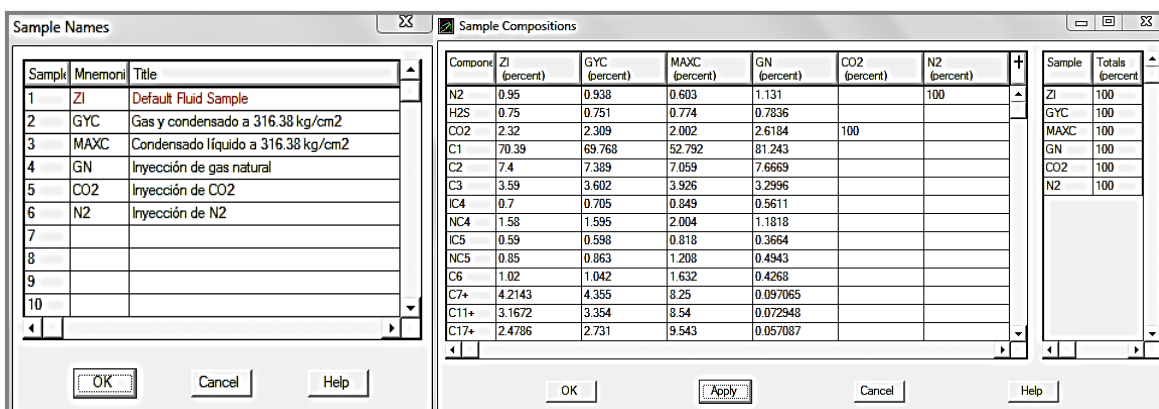 Sample Names
Sample Mnemoni Title
1 ZI Default Fluid Sample
2 GYC Gas y condensado a 316.38 kg/cm2
3 MAXC Condensado líquido a 316.38 kg/cm2
4 GN Inyección de gas natural
5 CO2 Inyección de CO2
6 N2 Inyección de N2
7
8
9
10
OK Cancel Help
Sample Compositions
Compone ZI (percent) GYC (percent) MAXC (percent) GN (percent) CO2 (percent) N2 (percent) +
N2 0.95 0.938 0.603 1.131 100
H2S 0.75 0.751 0.774 0.7836
CO2 2.32 2.309 2.002 2.6184 100
C1 70.39 69.768 52.792 81.243
C2 7.4 7.389 7.059 7.6669
C3 3.59 3.602 3.926 3.2996
IC4 0.7 0.705 0.849 0.5611
NC4 1.58 1.595 2.004 1.1818
IC5 0.59 0.598 0.818 0.3664
NC5 0.85 0.863 1.208 0.4943
C6 1.02 1.042 1.632 0.4268
C7+ 4.2143 4.355 8.25 0.097065
C11+ 3.1672 3.354 8.54 0.072948
C17+ 2.4786 2.731 9.543 0.057087
Sample Totals (percent
ZI 100
GYC 100
MAXC 100
GN 100
CO2 100
N2 100
OK Apply Cancel Help